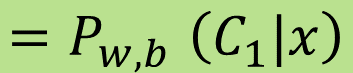 = P_{w,b} (C_1|x)